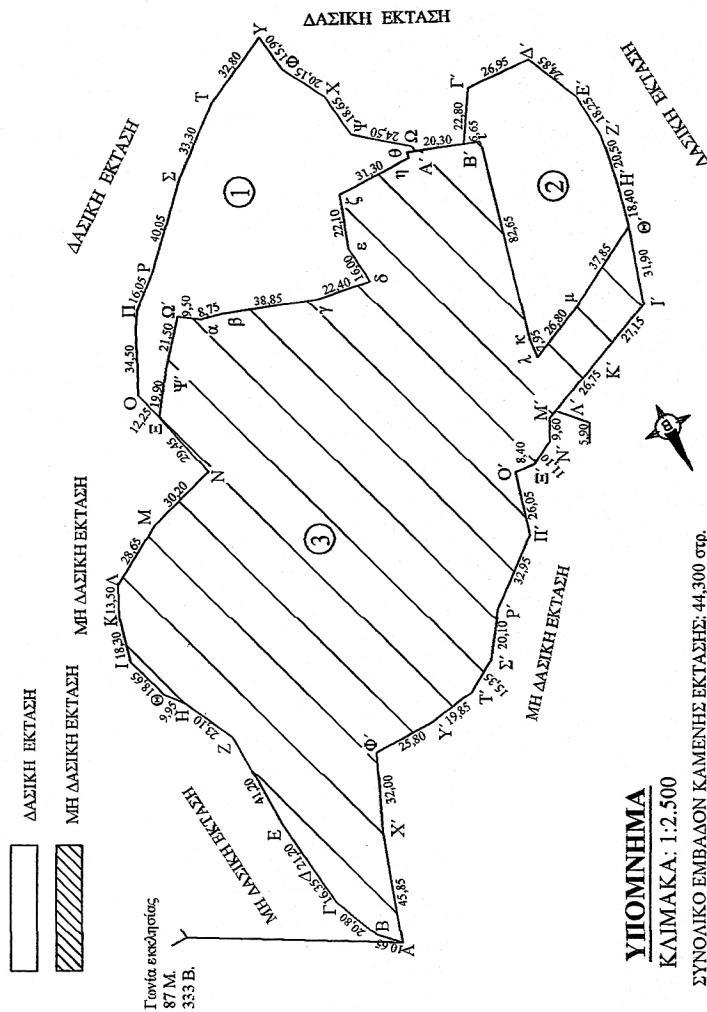 ΔΑΣΙΚΗ ΕΚΤΑΣΗ
ΜΗ ΔΑΣΙΚΗ ΕΚΤΑΣΗ
Γωνία εκκλησίας
87 Μ.
333 Β.
ΔΑΣΙΚΗ ΕΚΤΑΣΗ
ΔΑΣΙΚΗ ΕΚΤΑΣΗ
ΔΑΣΙΚΗ ΕΚΤΑΣΗ
ΜΗ ΔΑΣΙΚΗ ΕΚΤΑΣΗ
ΜΗ ΔΑΣΙΚΗ ΕΚΤΑΣΗ
ΜΗ ΔΑΣΙΚΗ ΕΚΤΑΣΗ
1
2
3
Α 10,65 Β 20,80 Γ 16,35 Δ 21,20 Ε 41,20 Ζ 23,10 Η 9,95 Θ 18,65 Ι 18,30 Κ 13,50 Λ 28,65 Μ 30,20 Ν 29,45 Ξ 12,25 Ο 34,50 Π 16,05 Ρ 40,05 Σ 33,30 Τ 32,80 Υ 15,90 Φ 20,15 Χ 18,65 Ψ 24,50 Ω
Α' 20,30 Β' 22,80 Γ' 26,95 Δ' 24,85 Ε' 18,25 Ζ' 20,50 Η' 18,40 Θ' 31,90 Ι' 27,15 Κ' 26,75 Λ' 5,90 Μ' 9,60 Ν' 11,10 Ξ' 8,40 Ο' 26,05 Π' 32,95 Ρ' 20,10 Σ' 15,35 Τ' 19,85 Υ' 25,80 Φ' 32,00 Χ' 45,85
19,90 Ψ' 21,50 Ω' 9,50 α 8,75 β 38,85 γ 22,40 δ 16,00 ε 22,10 ζ 31,30 η θ
6,65 ι 82,65 κ 7,95 λ 26,80 μ 37,85
Β
ΥΠΟΜΝΗΜΑ
ΚΛΙΜΑΚΑ: 1:2.500
ΣΥΝΟΛΙΚΟ ΕΜΒΑΔΟΝ ΚΑΜΕΝΗΣ ΕΚΤΑΣΗΣ: 44,300 στρ.